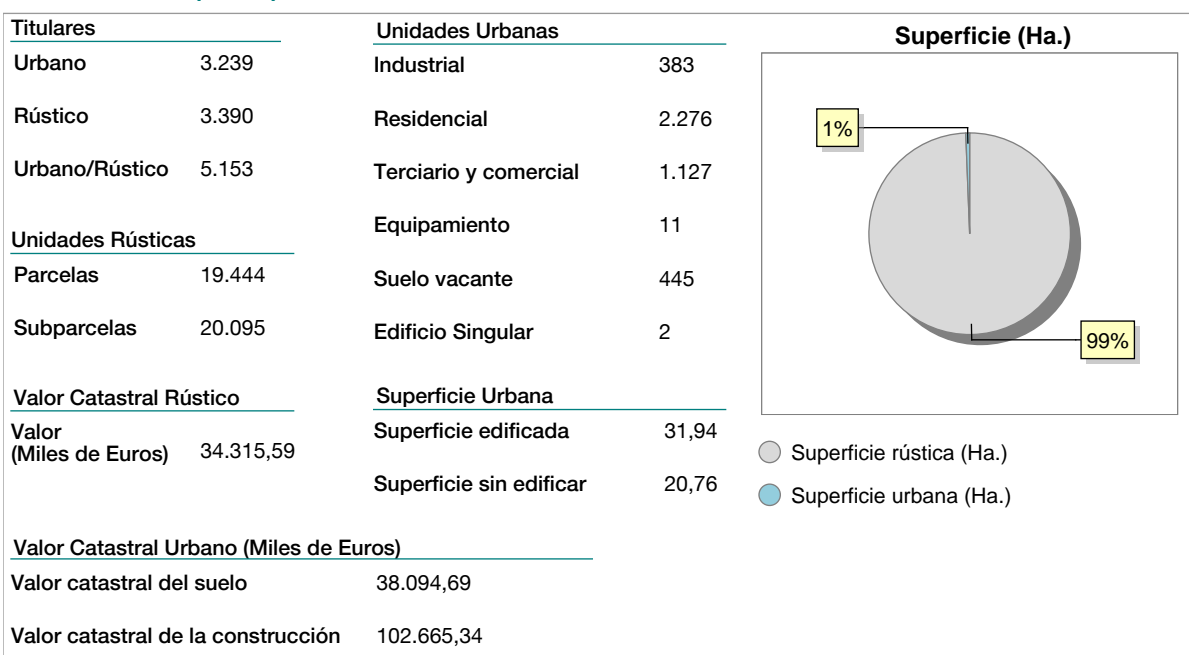 Titulares
Urbano 3.239
Rústico 3.390
Urbano/Rústico 5.153
Unidades Rústicas
Parcelas 19.444
Subparcelas 20.095
Valor Catastral Rústico
Valor
(Miles de Euros) 34.315,59
Unidades Urbanas
Industrial 383
Residencial 2.276
Terciario y comercial 1.127
Equipamiento 11
Suelo vacante 445
Edificio Singular 2
Superficie Urbana
Superficie edificada 31,94
Superficie sin edificar 20,76
Superficie (Ha.)
1%
99%
Superficie rústica (Ha.)
Superficie urbana (Ha.)
Valor Catastral Urbano (Miles de Euros)
Valor catastral del suelo 38.094,69
Valor catastral de la construcción 102.665,34